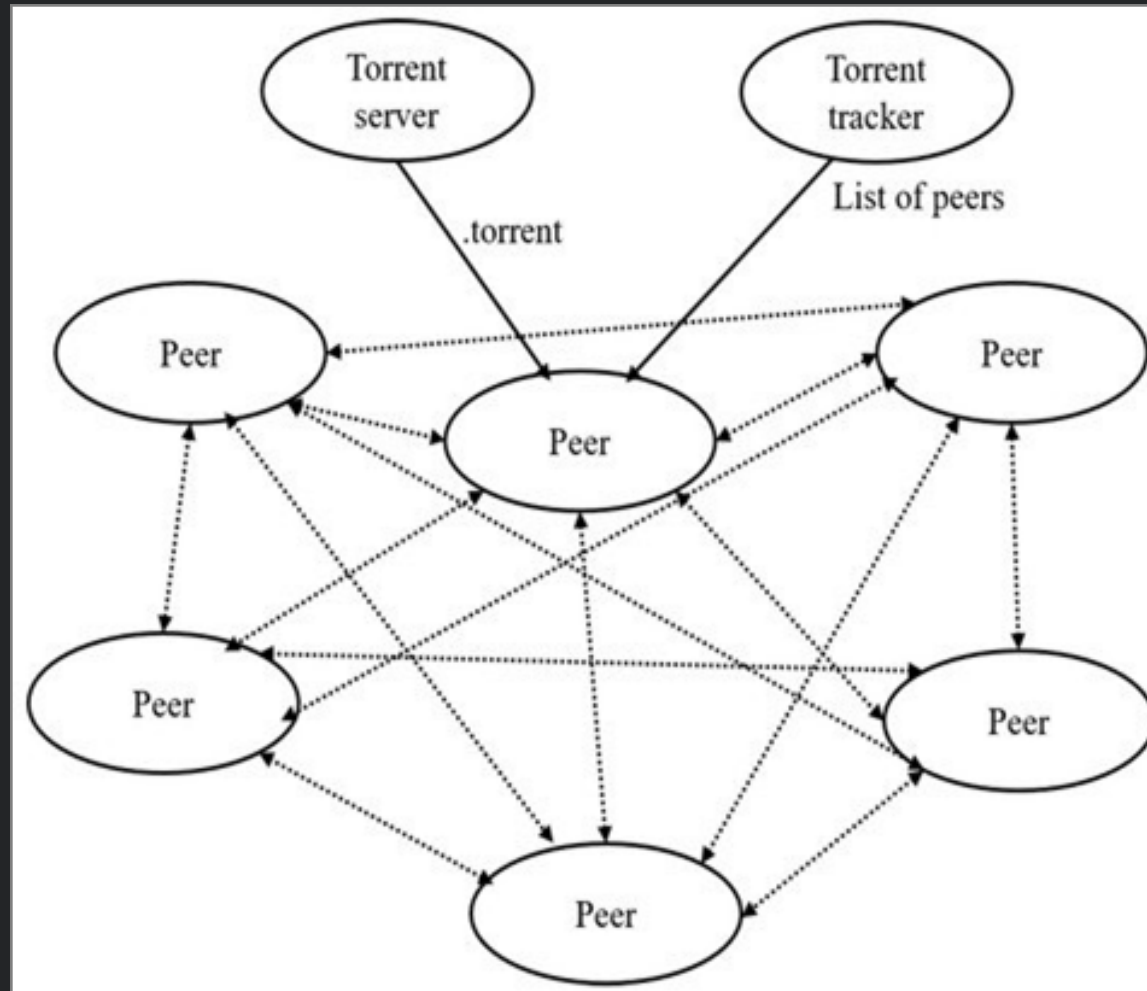 Torrent
server
Torrent
tracker
List of peers
.torrent
Peer
Peer
Peer
Peer
Peer
Peer